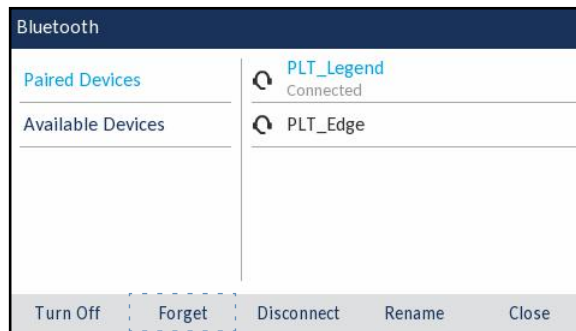 Bluetooth
Paired Devices
Available Devices
PLT_Legend
Connected
PLT_Edge
Turn Off Forget Disconnect Rename Close